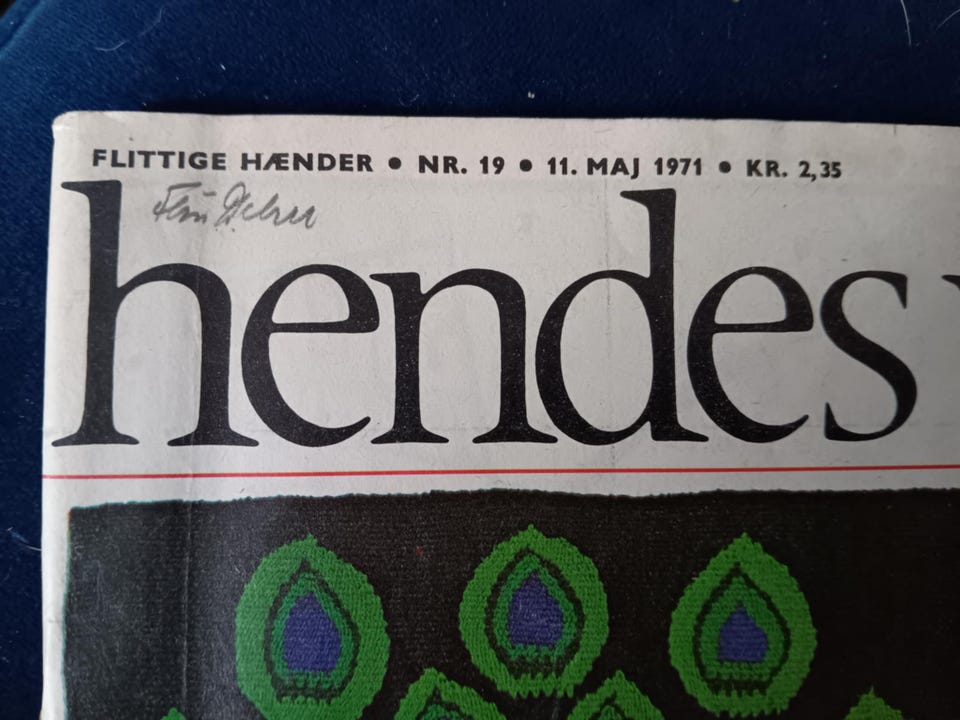 FLITTIGE HÆNDER • NR. 19 • 11. MAJ 1971 • KR. 2,35
hendes